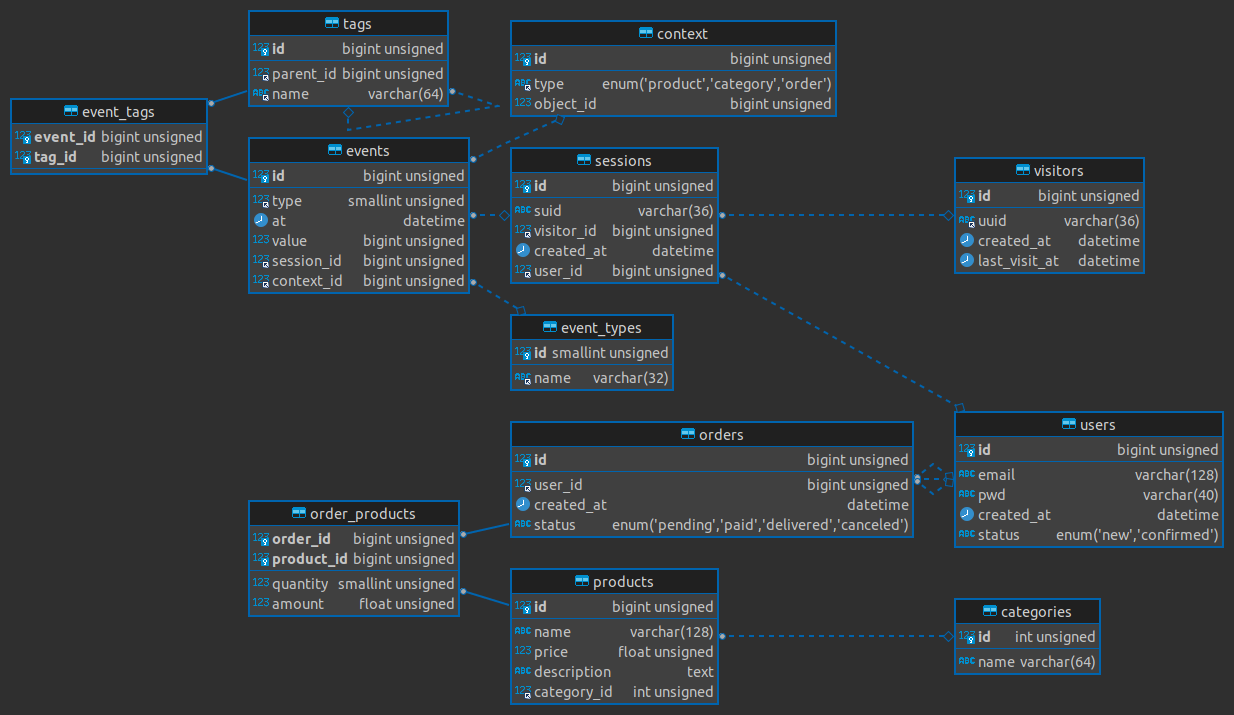 tags
id bigint unsigned
parent_id bigint unsigned
name varchar(64)
context
id bigint unsigned
type enum('product','category','order')
object_id bigint unsigned
event_tags
event_id bigint unsigned
tag_id bigint unsigned
events
id bigint unsigned
type smallint unsigned
at datetime
value bigint unsigned
session_id bigint unsigned
context_id bigint unsigned
sessions
id bigint unsigned
suid varchar(36)
visitor_id bigint unsigned
created_at datetime
user_id bigint unsigned
visitors
id bigint unsigned
uuid varchar(36)
created_at datetime
last_visit_at datetime
event_types
id smallint unsigned
name varchar(32)
orders
id bigint unsigned
user_id bigint unsigned
created_at datetime
status enum('pending','paid','delivered','canceled')
users
id bigint unsigned
email varchar(128)
pwd varchar(40)
created_at datetime
status enum('new','confirmed')
order_products
order_id bigint unsigned
product_id bigint unsigned
quantity smallint unsigned
amount float unsigned
products
id bigint unsigned
name varchar(128)
price float unsigned
description text
category_id int unsigned
categories
id int unsigned
name varchar(64)